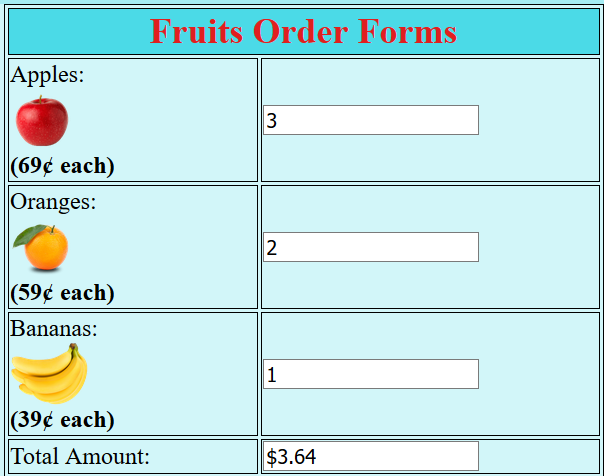 Fruits Order Forms
Apples:
3
(69¢ each)
Oranges:
2
(59¢ each)
Bananas:
1
(39¢ each)
Total Amount: $3.64